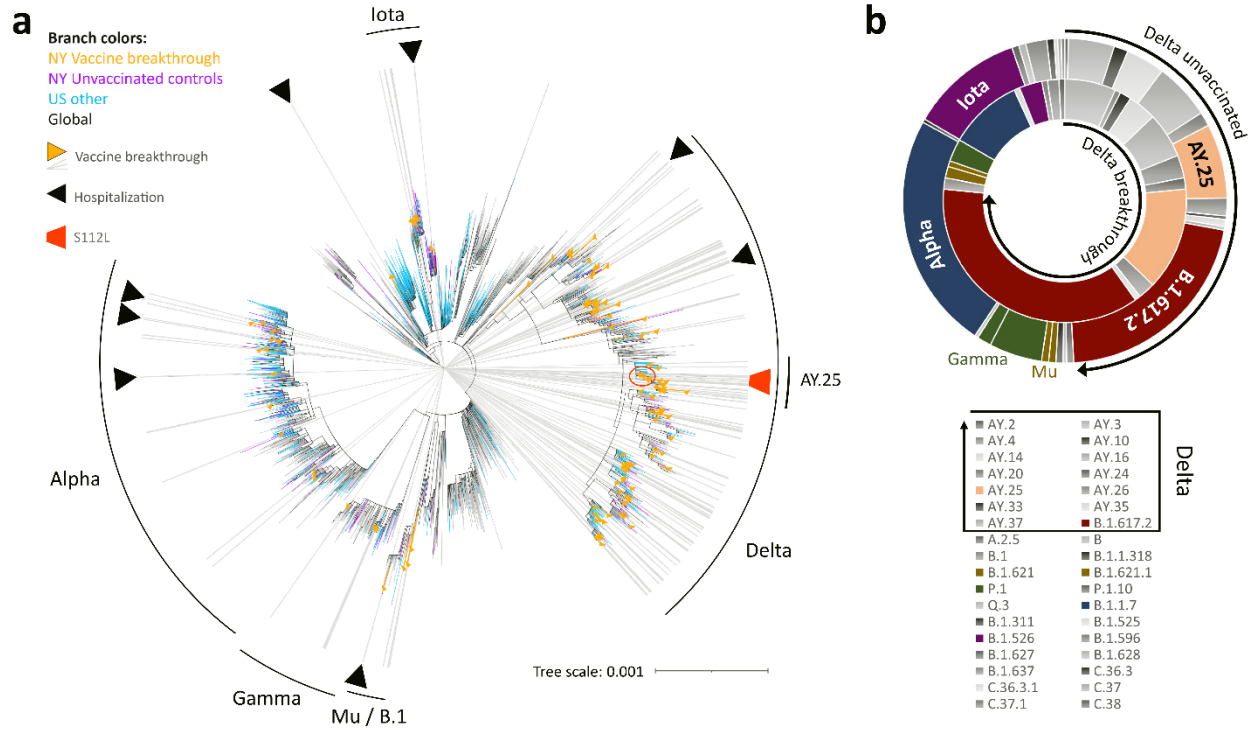 a
Branch colors:
NY Vaccine breakthrough
NY Unvaccinated controls
US other
Global
Vaccine breakthrough
Hospitalization
S112L
Iota
Alpha
Gamma
Mu / B.1
Delta
AY.25
Tree scale: 0.001
b
Delta unvaccinated
Delta breakthrough
Iota
Alpha
AY.25
B.1.617.2
Gamma
Mu
AY.2 AY.3
AY.4 AY.10
AY.14 AY.16
AY.20 AY.24
AY.25 AY.26
AY.33 AY.35
AY.37 B.1.617.2
Delta
A.2.5 B
B.1 B.1.1.318
B.1.621 B.1.621.1
P.1 P.1.10
Q.3 B.1.1.7
B.1.311 B.1.525
B.1.526 B.1.596
B.1.627 B.1.628
B.1.637 C.36.3
C.36.3.1 C.37
C.37.1 C.38